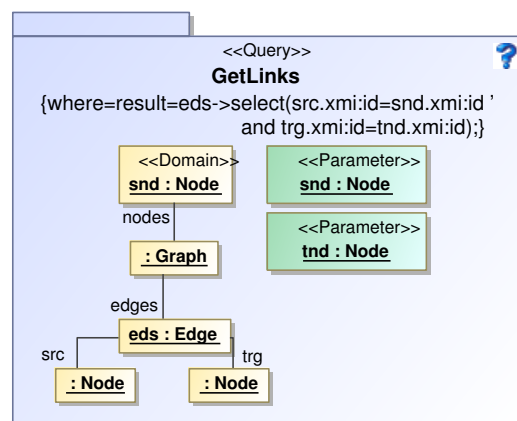 <<Query>>
GetLinks
{where=result=eds->select(src.xmi:id=snd.xmi:id ’
and trg.xmi:id=tnd.xmi:id);}
<<Domain>>
snd : Node
<<Parameter>>
snd : Node
nodes
<<Parameter>>
tnd : Node
: Graph
edges
eds : Edge
src
trg
: Node
: Node